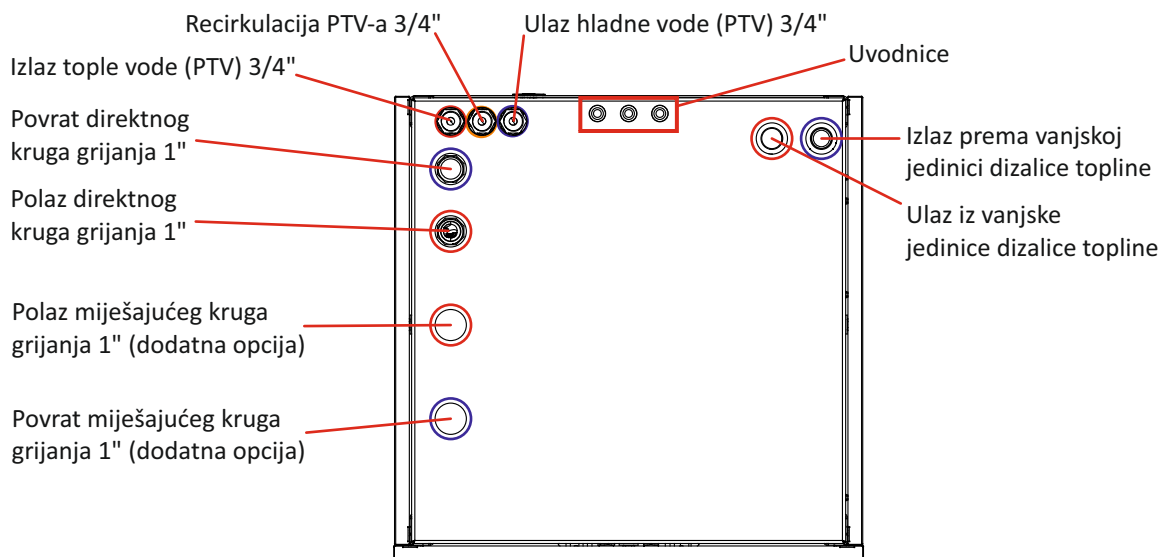 Recirkulacija PTV-a 3/4"
Ulaz hladne vode (PTV) 3/4"
Uvodnice
Izlaz tople vode (PTV) 3/4"
Povrat direktnog
kruga grijanja 1"
Polaz direktnog
kruga grijanja 1"
Polaz miješajućeg kruga
grijanja 1" (dodatna opcija)
Povrat miješajućeg kruga
grijanja 1" (dodatna opcija)
Izlaz prema vanjskoj
jedinici dizalice topline
Ulaz iz vanjske
jedinice dizalice topline